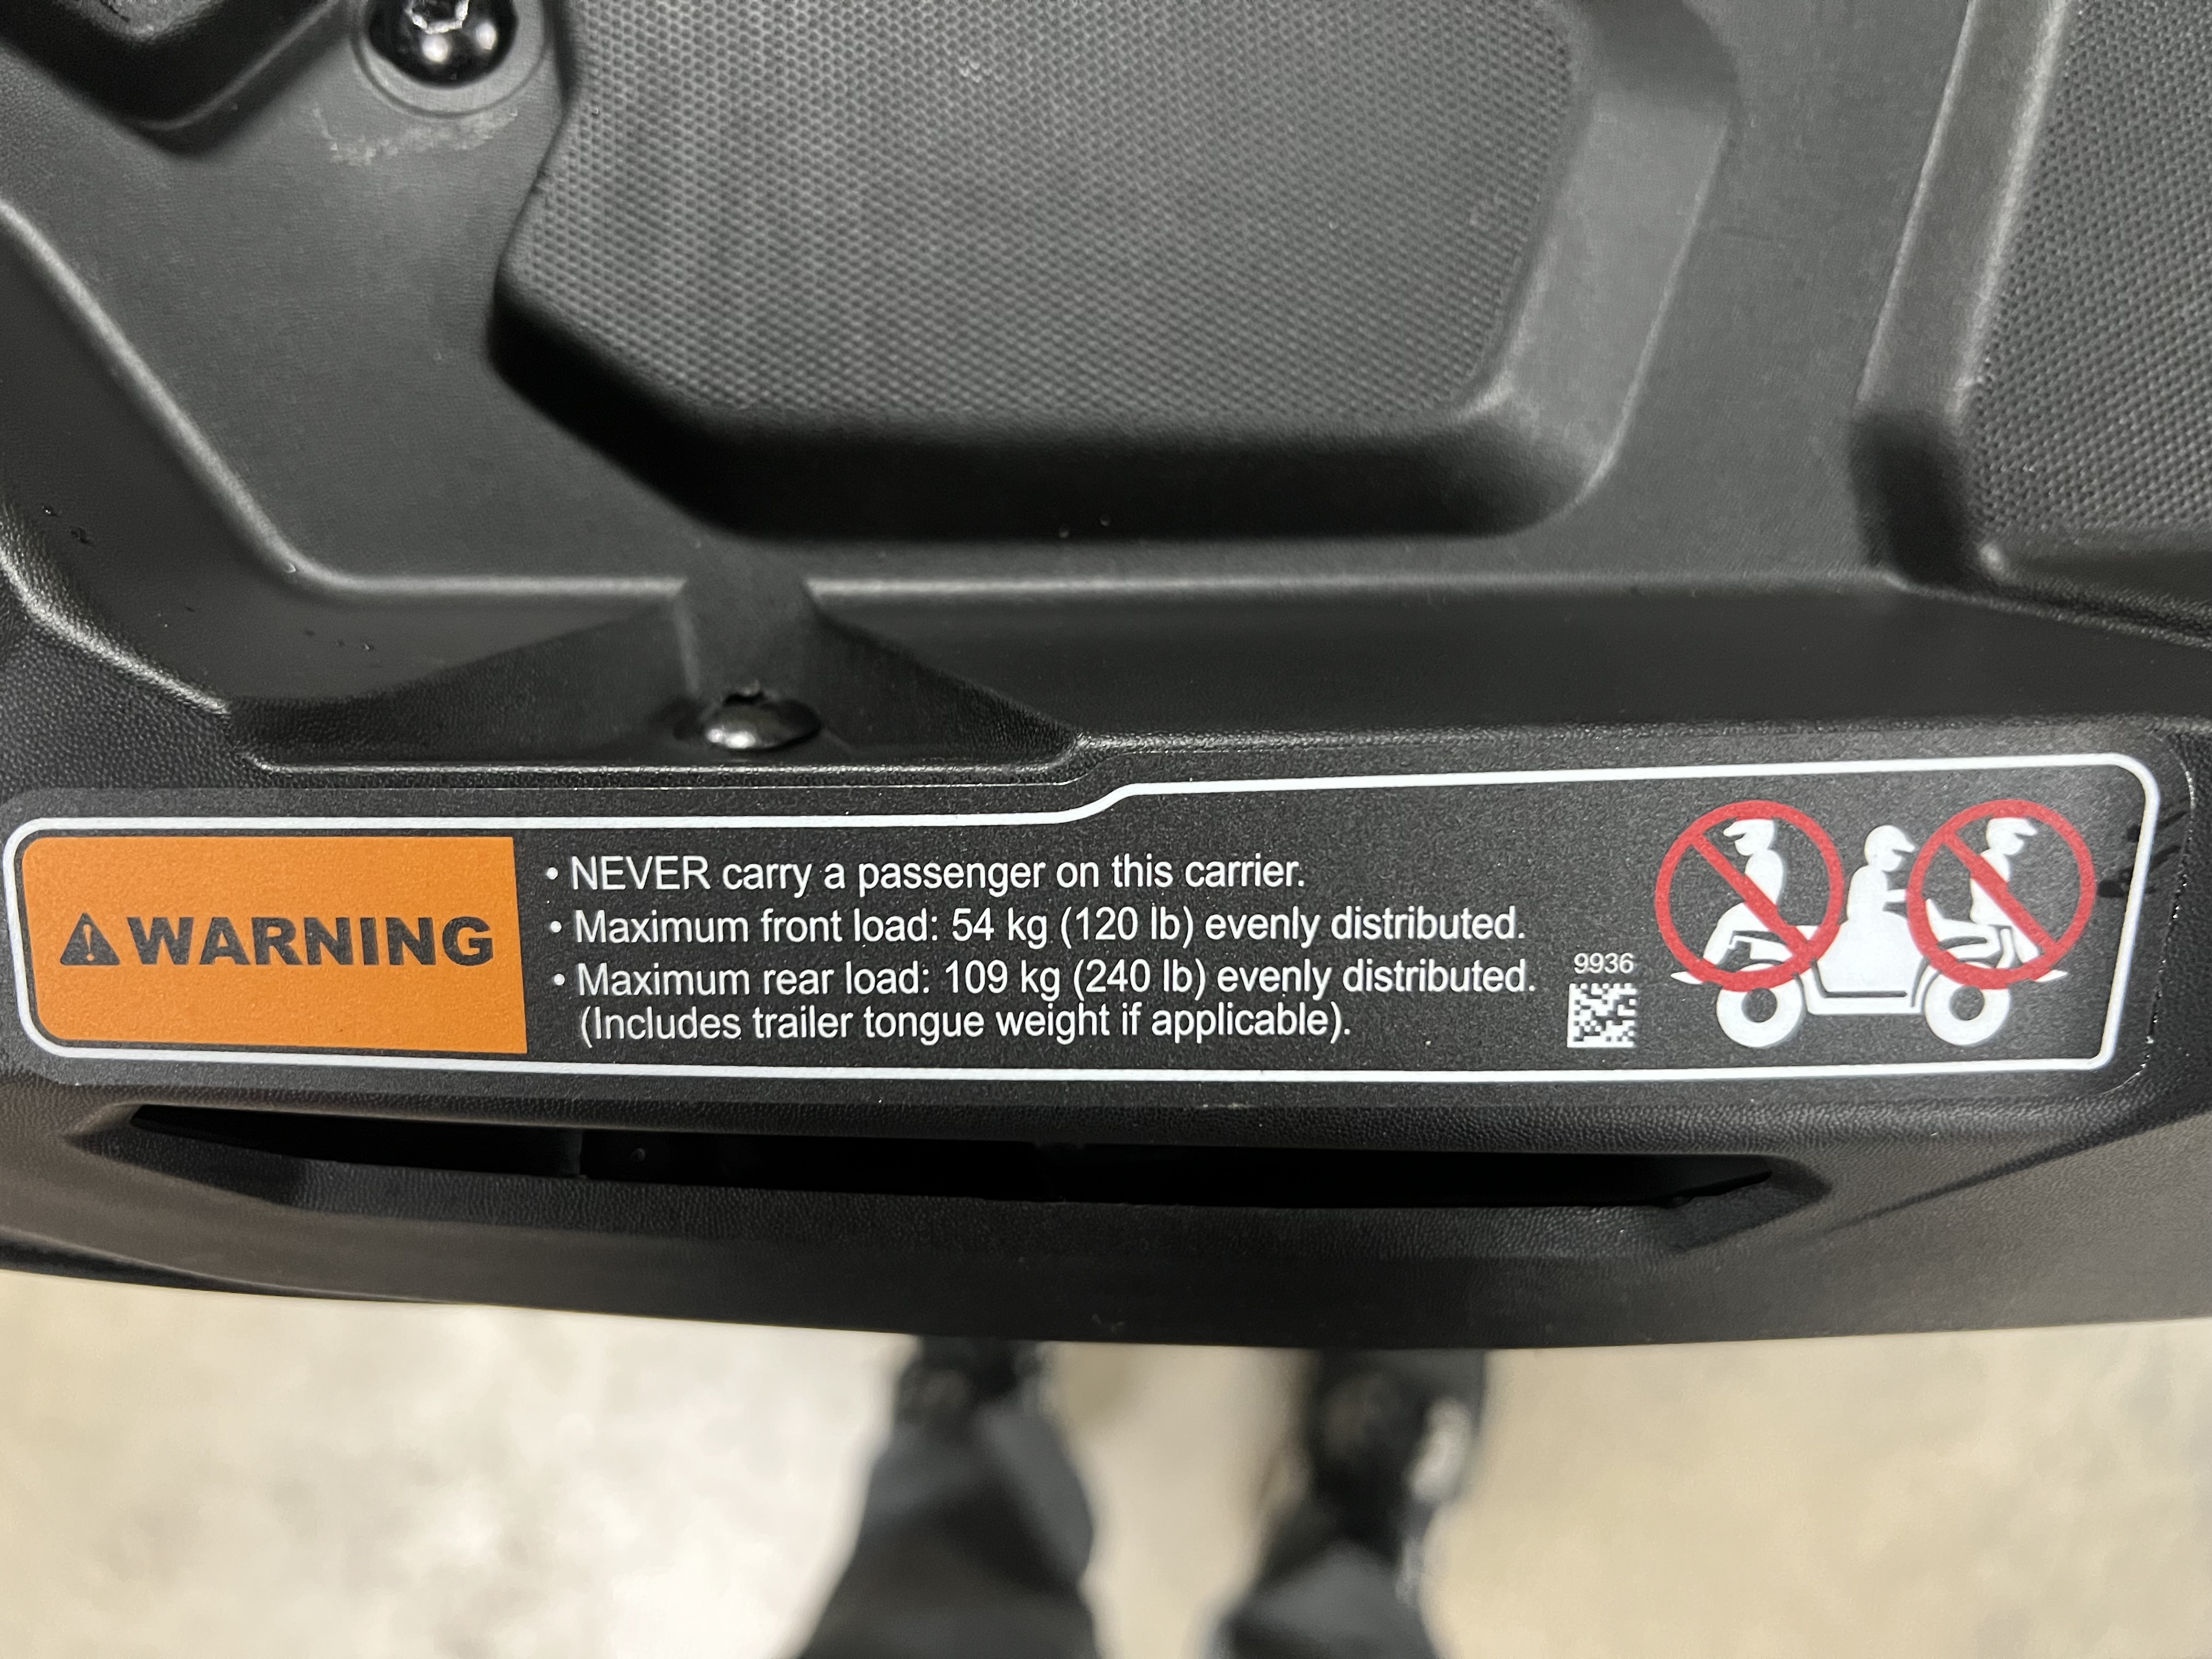 WARNING
• NEVER carry a passenger on this carrier.
• Maximum front load: 54 kg (120 lb) evenly distributed.
• Maximum rear load: 109 kg (240 lb) evenly distributed.
(Includes trailer tongue weight if applicable).
9936